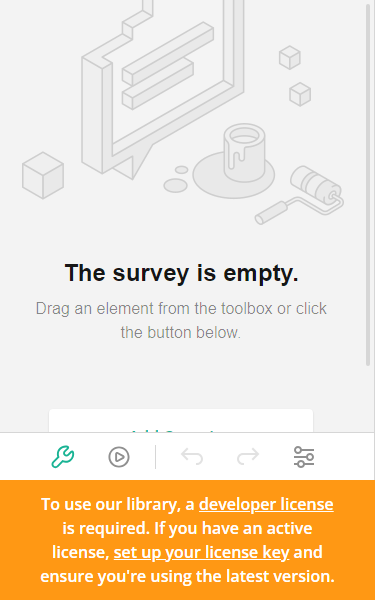 The survey is empty.
Drag an element from the toolbox or click
the button below.
To use our library, a developer license
is required. If you have an active
license, set up your license key and
ensure you're using the latest version.